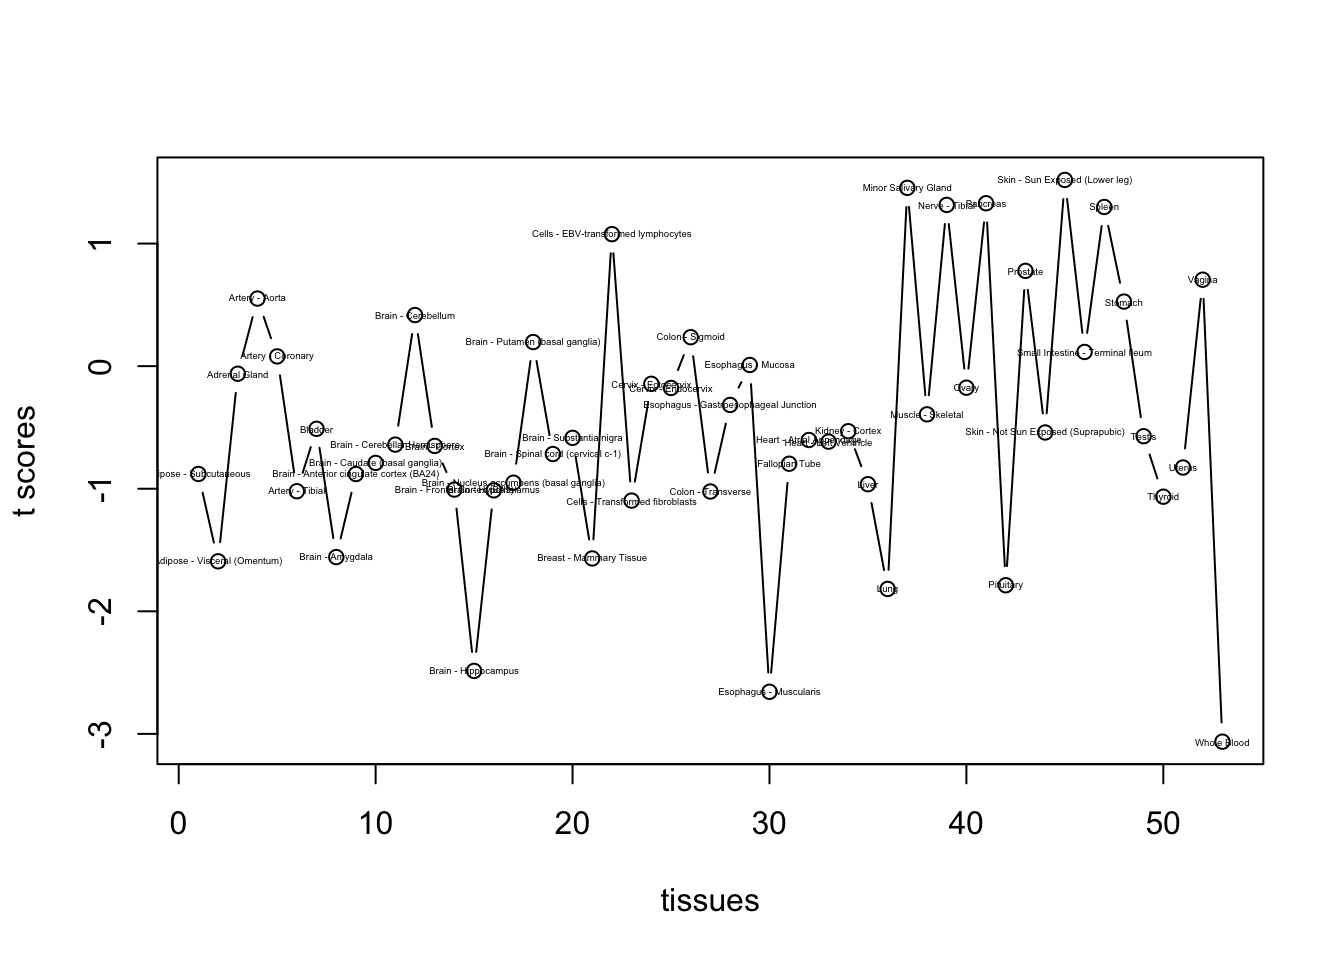 t scores
1
0
-1
-2
-3
Skin - Sun Exposed (Lower leg)
Minor Salivary Gland
Nerve - Tibial
Pancreas
Spleen
Cells - EBV-transformed lymphocytes
Prostate
Vagina
Artery - Aorta
Stomach
Brain - Cerebellum
Colon - Sigmoid
Brain - Putamen (basal ganglia)
Artery - Coronary
Small Intestine - Terminal Ileum
Esophagus - Mucosa
Adrenal Gland
Cervix - Ectocervix
Cervix - Endocervix
Ovary
Esophagus - Gastroesophageal Junction
Muscle - Skeletal
Bladder
Kidney - Cortex
Skin - Not Sun Exposed (Suprapubic)
Testis
Brain - Substantia nigra
Heart - Atrial Appendage
Heart - Left Ventricle
Brain - Cerebellar Hemisphere
Brain - Cortex
Brain - Spinal cord (cervical c-1)
Brain - Caudate (basal ganglia)
Fallopian Tube
Uterus
ipose - Subcutaneous
Brain - Anterior cingulate cortex (BA24)
Brain - Nucleus accumbens (basal ganglia)
Liver
Artery - Tibial
Brain - Frontal Cortex (BA9)
Brain - Hypothalamus
Colon - Transverse
Thyroid
Cells - Transformed fibroblasts
Brain - Amygdala
Breast - Mammary Tissue
Adipose - Visceral (Omentum)
Pituitary
Lung
Brain - Hippocampus
Esophagus - Muscularis
Whole Blood
0
10
20
30
40
50
tissues